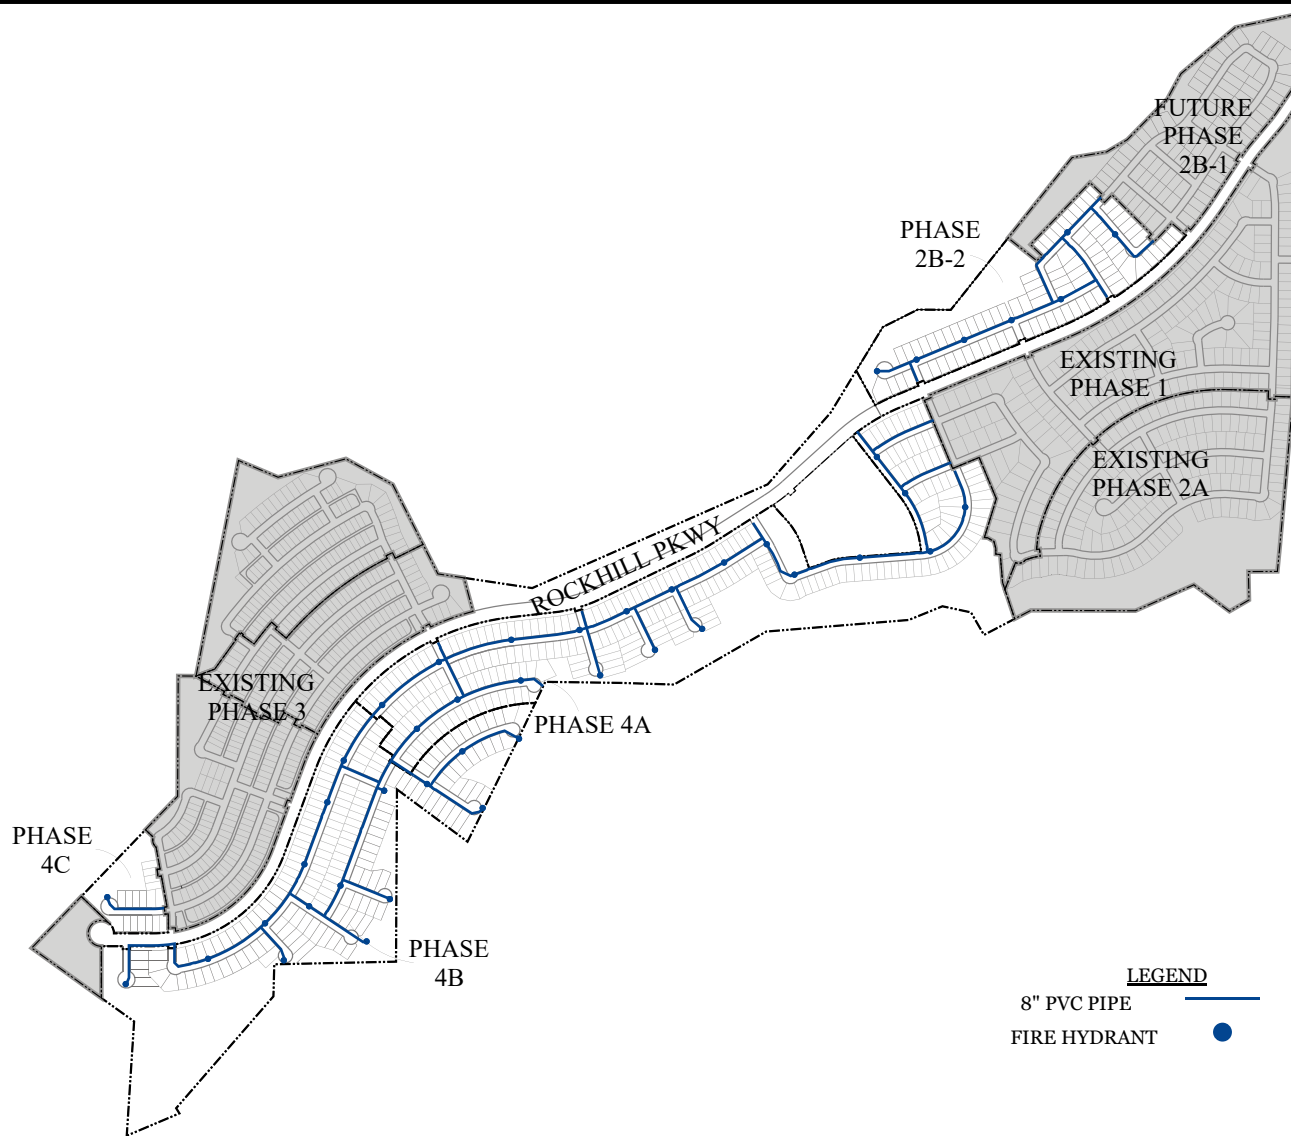 FUTURE
PHASE
2B-1
PHASE
2B-2
EXISTING
PHASE 1
EXISTING
PHASE 2A
ROCKHILL PKWY
EXISTING
PHASE 3
PHASE 4A
PHASE
4C
PHASE
4B
LEGEND
8" PVC PIPE
FIRE HYDRANT